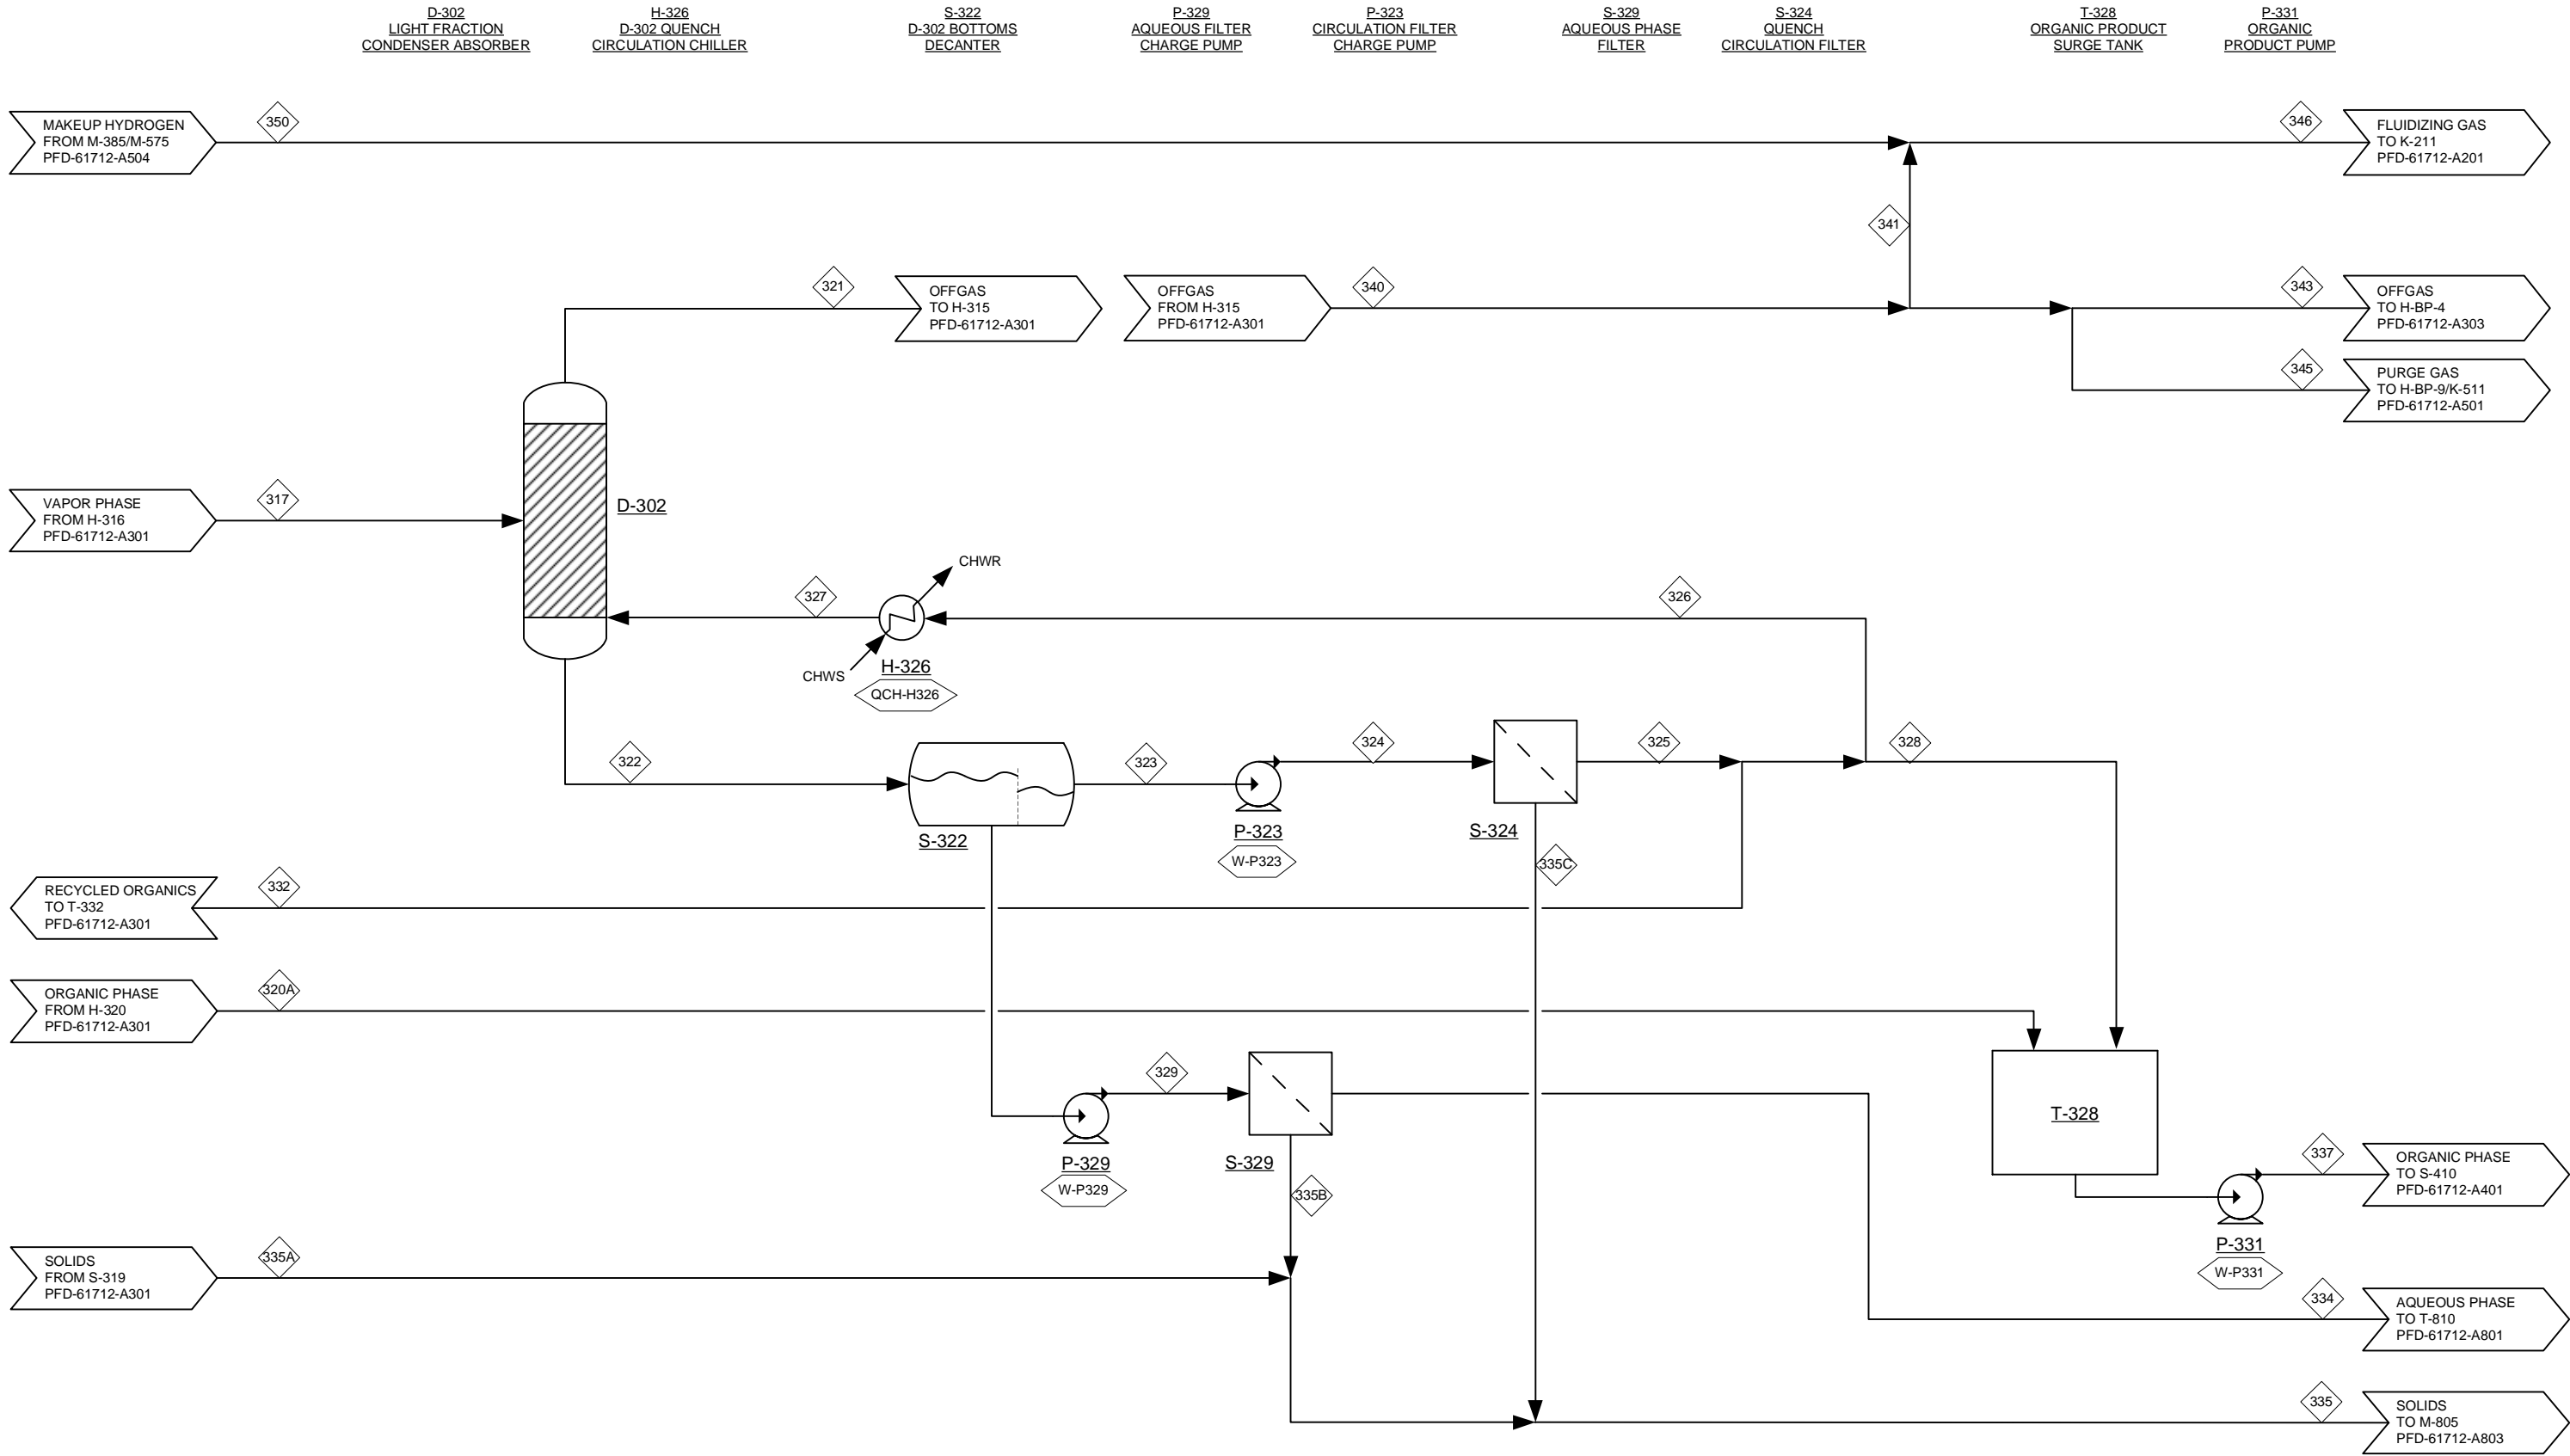 D-302
LIGHT FRACTION
CONDENSER ABSORBER
H-326
D-302 QUENCH
CIRCULATION CHILLER
S-322
D-302 BOTTOMS
DECANTER
P-329
AQUEOUS FILTER
CHARGE PUMP
P-323
CIRCULATION FILTER
CHARGE PUMP
S-329
AQUEOUS PHASE
FILTER
S-324
QUENCH
CIRCULATION FILTER
T-328
ORGANIC PRODUCT
SURGE TANK
P-331
ORGANIC
PRODUCT PUMP
MAKEUP HYDROGEN
FROM M-385/M-575
PFD-61712-A504
350
346
FLUIDIZING GAS
TO K-211
PFD-61712-A201
341
321
OFFGAS
TO H-315
PFD-61712-A301
OFFGAS
FROM H-315
PFD-61712-A301
340
343
OFFGAS
TO H-BP-4
PFD-61712-A303
345
PURGE GAS
TO H-BP-9/K-511
PFD-61712-A501
VAPOR PHASE
FROM H-316
PFD-61712-A301
317
D-302
327
CHWR
CHWS
H-326
QCH-H326
326
322
S-322
323
P-323
W-P323
324
S-324
325
328
335C
RECYCLED ORGANICS
TO T-332
PFD-61712-A301
332
ORGANIC PHASE
FROM H-320
PFD-61712-A301
320A
P-329
W-P329
329
S-329
335B
T-328
P-331
W-P331
337
ORGANIC PHASE
TO S-410
PFD-61712-A401
SOLIDS
FROM S-319
PFD-61712-A301
335A
334
AQUEOUS PHASE
TO T-810
PFD-61712-A801
335
SOLIDS
TO M-805
PFD-61712-A803